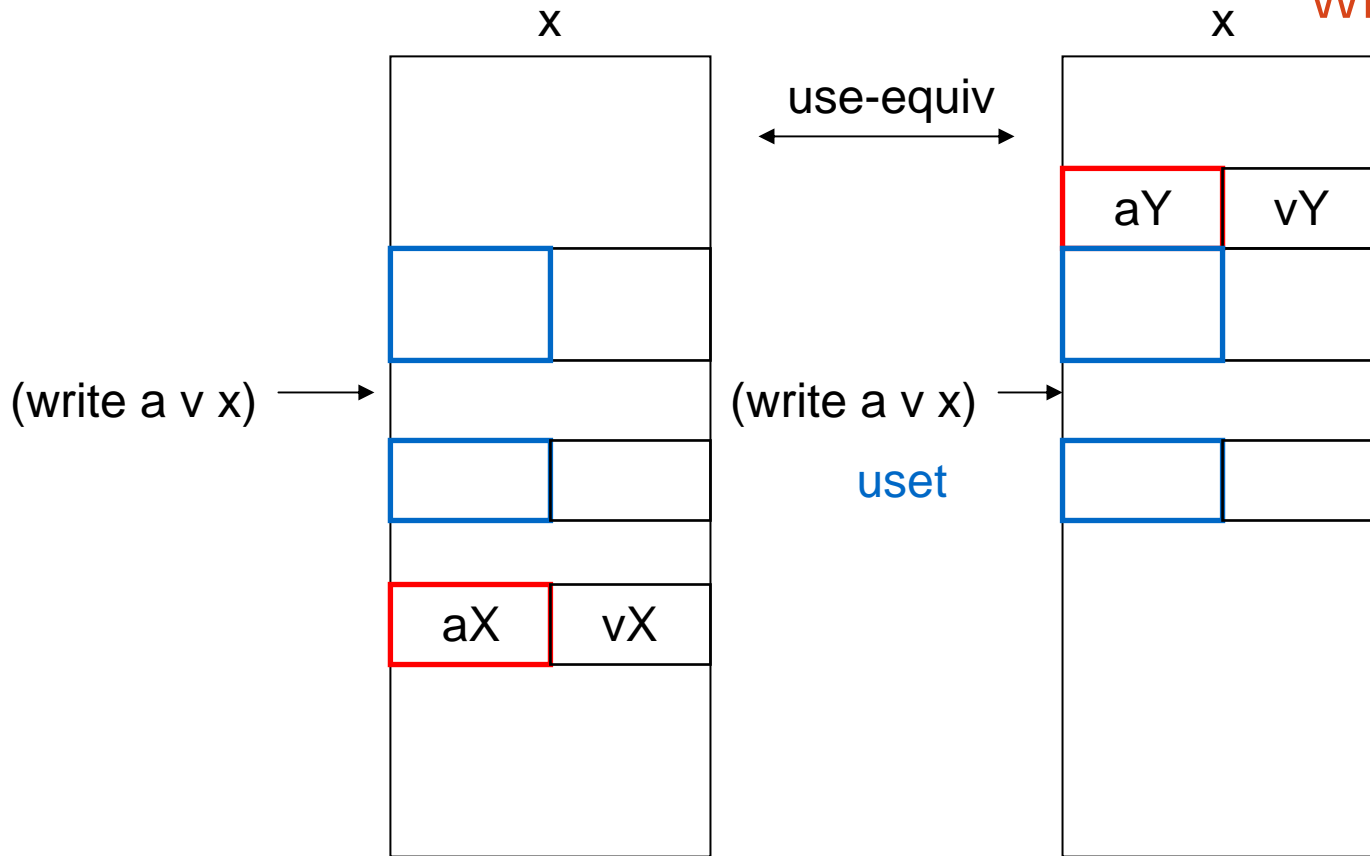 x
x
use-equiv
aY
vY
(write a v x)
(write a v x)
uset
aX
vX